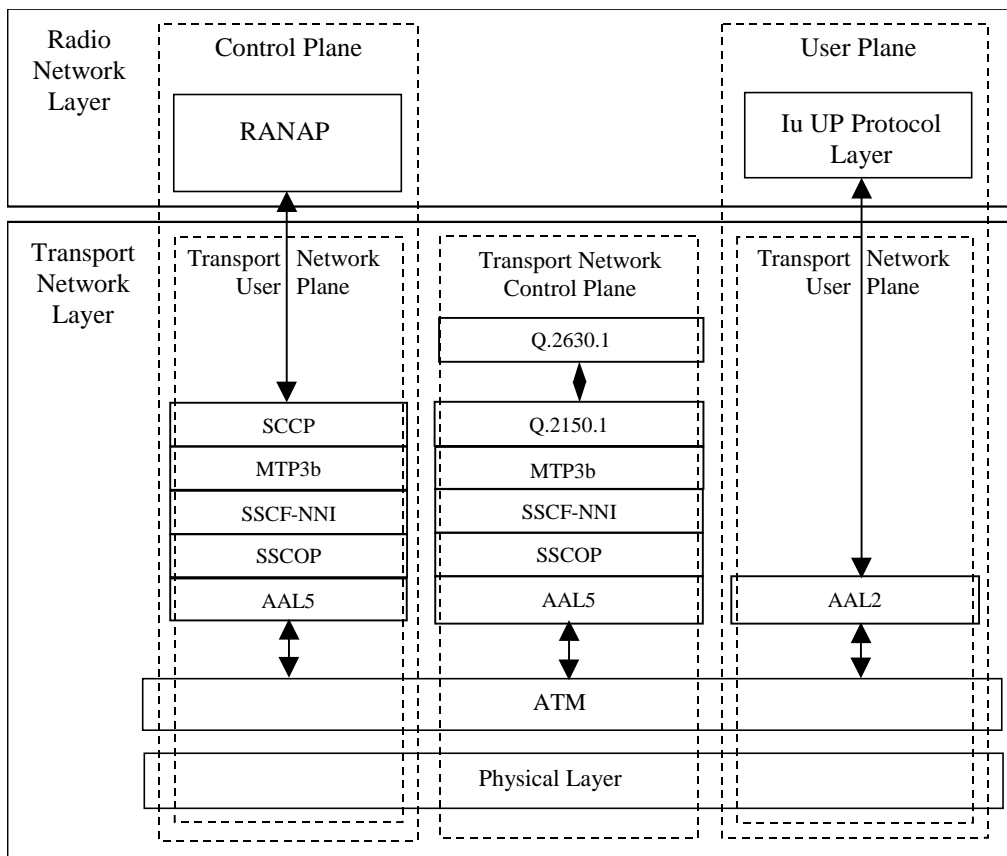 Radio
Network
Layer
Control Plane
User Plane
RANAP
Iu UP Protocol
Layer
Transport
Network
Layer
Transport Network
User Plane
Transport Network
Control Plane
Transport Network
User Plane
Q.2630.1
SCCP
MTP3b
SSCF-NNI
SSCOP
AAL5
Q.2150.1
MTP3b
SSCF-NNI
SSCOP
AAL5
AAL2
ATM
Physical Layer